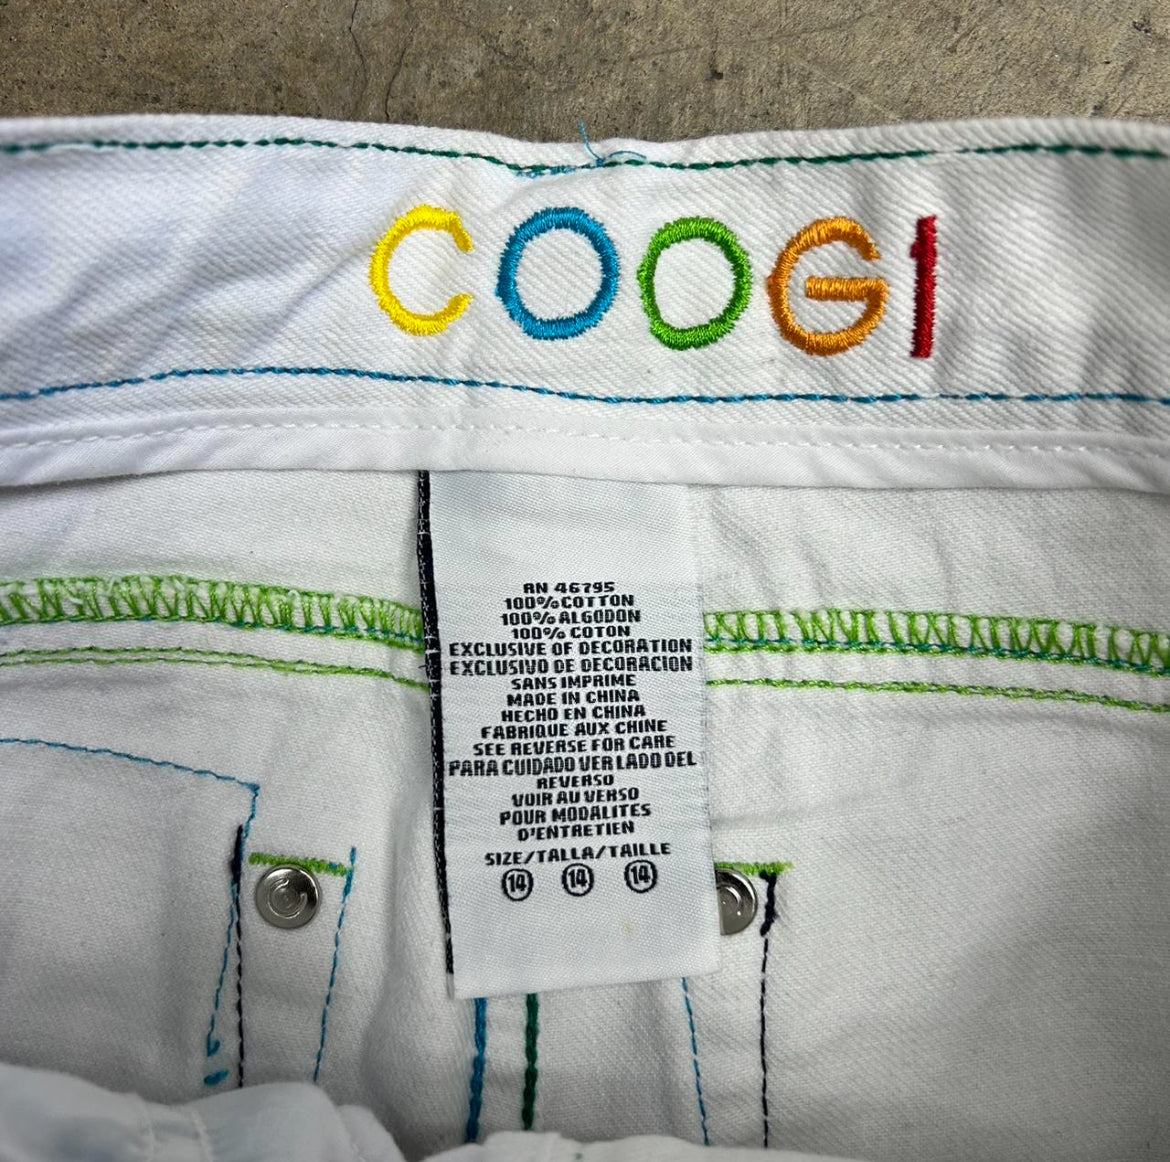 COOGI
RN 46795
100%COTTON
100% ALGODON
100% COTON
EXCLUSIVE OF DECORATION
EXCLUSIVO DE DECORACION
SANS IMPRIME
MADE IN CHINA
HECHO EN CHINA
FABRIQUE AUX CHINE
SEE REVERSE FOR CARE
PARA CUIDADO VER LADO DEL
REVERSO
VOIR AU VERSO
POUR MODALITES
D'ENTRETIEN
SIZE/TALLA/TAILLE
14 14 14